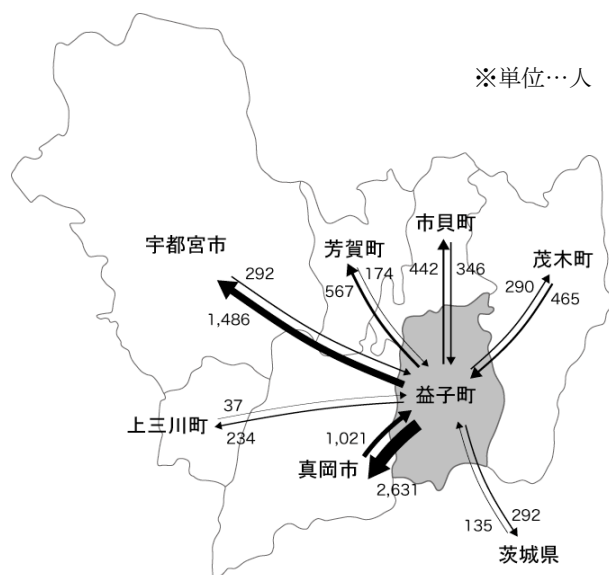 ※単位…人
市貝町
宇都宮市
芳賀町
茂木町
292
174
442
346
290
567
465
1,486
益子町
37
上三川町
234
1,021
真岡市
2,631
292
135
茨城県